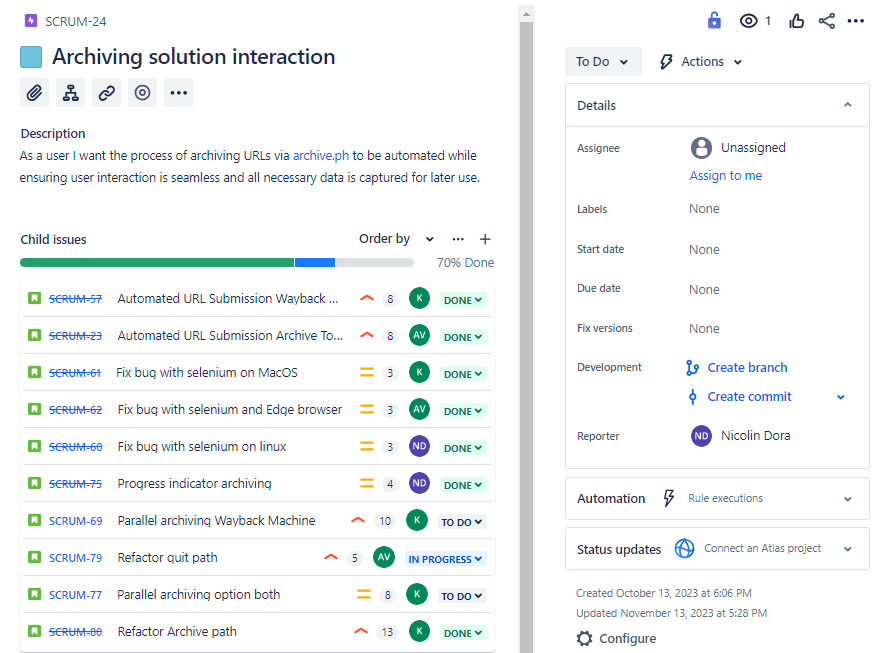 SCRUM-24
Archiving solution interaction
Description
As a user I want the process of archiving URLs via archive.ph to be automated while
ensuring user interaction is seamless and all necessary data is captured for later use.
Child issues Order by
70% Done
SCRUM-57 Automated URL Submission Wayback ... 8 K DONE
SCRUM-23 Automated URL Submission Archive To... 8 AV DONE
SCRUM-61 Fix bug with selenium on MacOS 3 K DONE
SCRUM-62 Fix bug with selenium and Edge browser 3 AV DONE
SCRUM-60 Fix bug with selenium on linux 3 ND DONE
SCRUM-75 Progress indicator archiving 4 ND DONE
SCRUM-69 Parallel archiving Wayback Machine 10 K TO DO
SCRUM-79 Refactor quit path 5 AV IN PROGRESS
SCRUM-77 Parallel archiving option both 8 K TO DO
SCRUM-80 Refactor Archive path 13 K DONE
1
To Do Actions
Details
Assignee Unassigned
Assign to me
Labels None
Start date None
Due date None
Fix versions None
Development Create branch
Create commit
Reporter ND Nicolin Dora
Automation Rule executions
Status updates Connect an Atlas project
Created October 13, 2023 at 6:06 PM
Updated November 13, 2023 at 5:28 PM
Configure